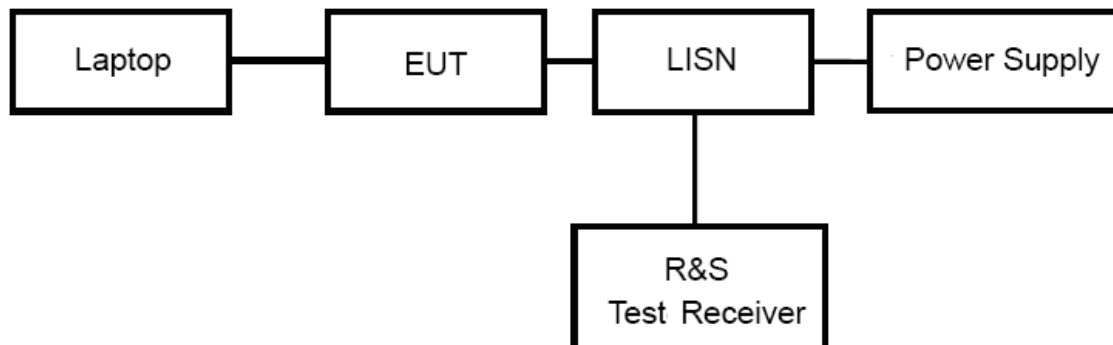 Laptop
EUT
LISN
Power Supply
R&S
Test Receiver